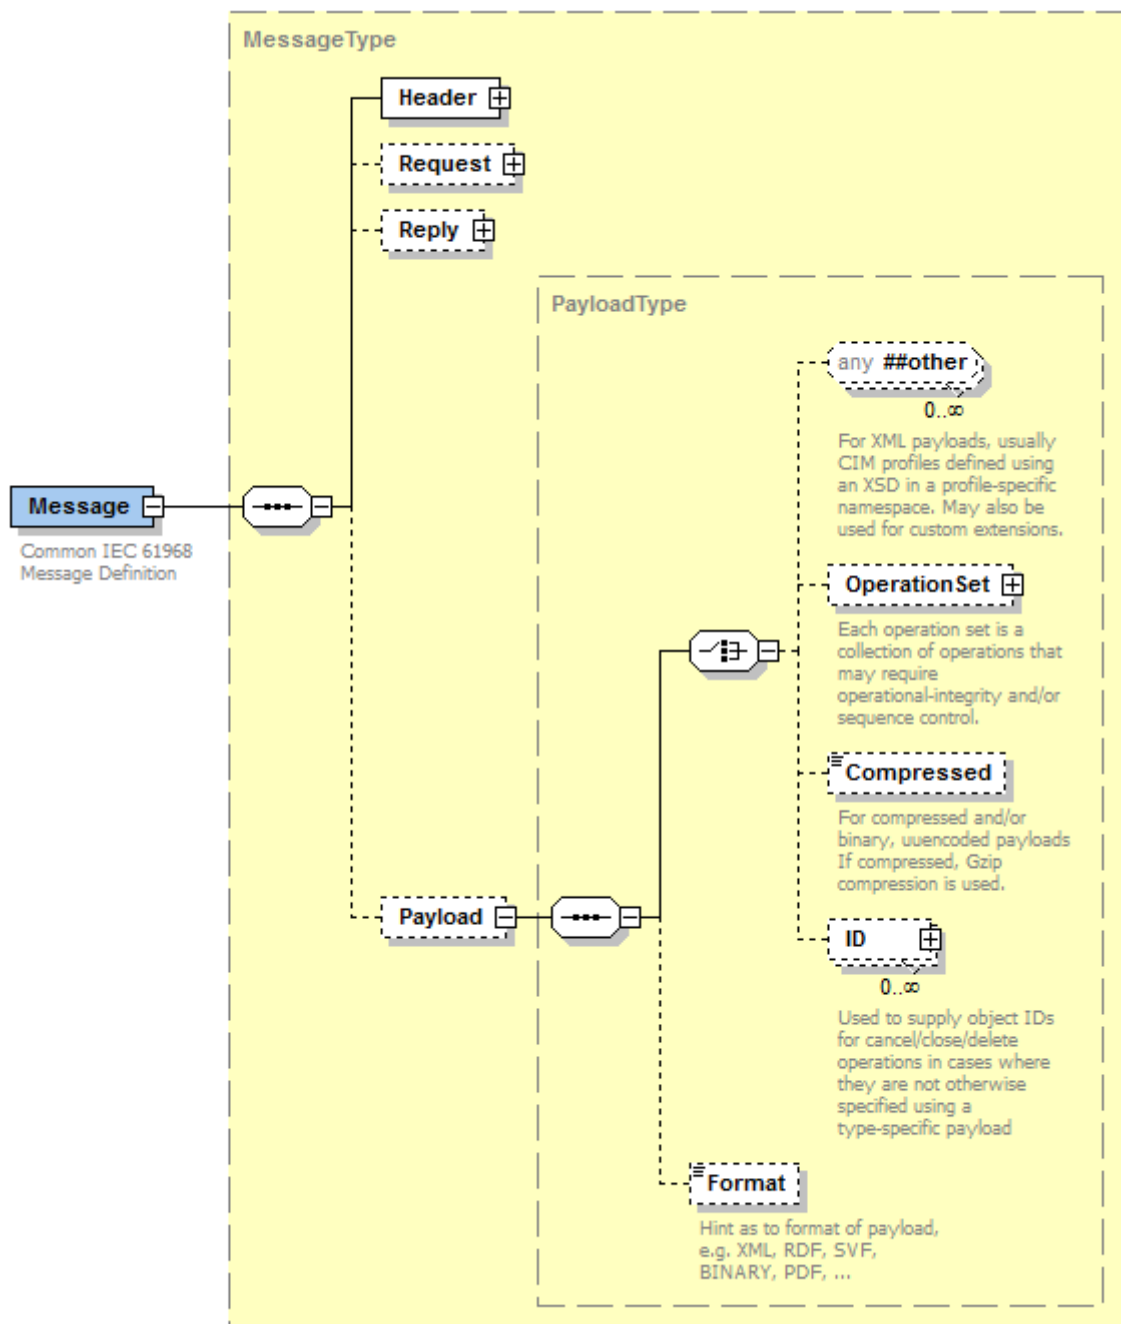 MessageType
Header
Request
Reply
PayloadType
any ##other
0..∞
For XML payloads, usually
CIM profiles defined using
an XSD in a profile-specific
namespace. May also be
used for custom extensions.
Message
Common IEC 61968
Message Definition
OperationSet
Each operation set is a
collection of operations that
may require
operational-integrity and/or
sequence control.
Compressed
For compressed and/or
binary, uuencoded payloads
If compressed, Gzip
compression is used.
Payload
ID
0..∞
Used to supply object IDs
for cancel/close/delete
operations in cases where
they are not otherwise
specified using a
type-specific payload
Format
Hint as to format of payload,
e.g. XML, RDF, SVF,
BINARY, PDF, ...